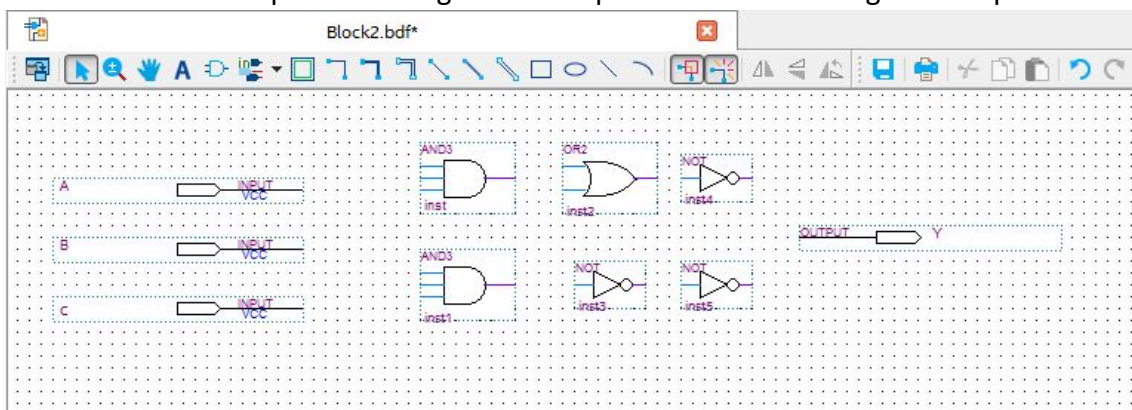 Block2.bdf*
A
in
AND3
OR2
NOT
A
INPUT
VCC
inst
inst2
inst4
OUTPUT
Y
B
INPUT
VCC
AND3
NOT
NOT
C
INPUT
VCC
inst1
inst3
inst5